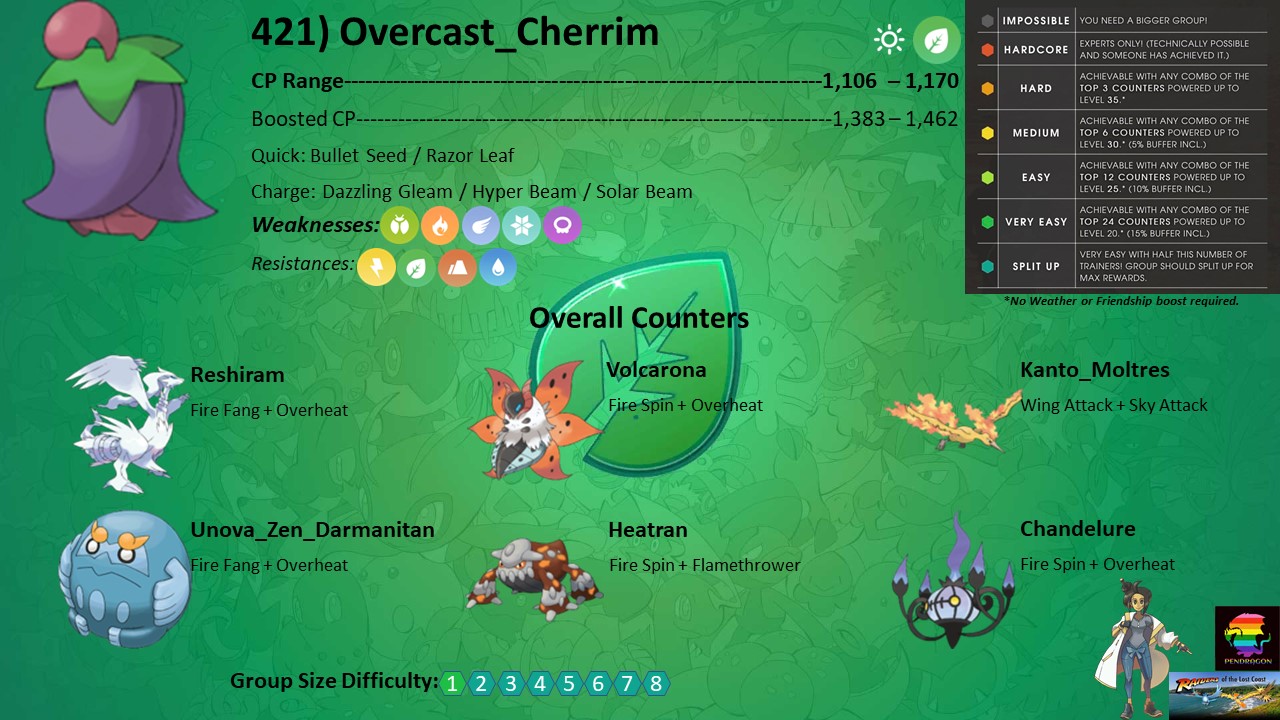 421) Overcast_Cherrim
CP Range-------------------------------------------------------------------1,106 – 1,170
Boosted CP-------------------------------------------------------------------1,383 – 1,462
Quick: Bullet Seed / Razor Leaf
Charge: Dazzling Gleam / Hyper Beam / Solar Beam
Weaknesses:
Resistances:
IMPOSSIBLE YOU NEED A BIGGER GROUP!
HARDCORE EXPERTS ONLY! (TECHNICALLY POSSIBLE
AND SOMEONE HAS ACHIEVED IT.)
HARD ACHIEVABLE WITH ANY COMBO OF THE
TOP 3 COUNTERS POWERED UP TO
LEVEL 35.*
MEDIUM ACHIEVABLE WITH ANY COMBO OF THE
TOP 6 COUNTERS POWERED UP TO
LEVEL 30.* (5% BUFFER INCL.)
EASY ACHIEVABLE WITH ANY COMBO OF THE
TOP 12 COUNTERS POWERED UP TO
LEVEL 25.* (10% BUFFER INCL.)
VERY EASY ACHIEVABLE WITH ANY COMBO OF THE
TOP 24 COUNTERS POWERED UP TO
LEVEL 20.* (15% BUFFER INCL.)
SPLIT UP VERY EASY WITH HALF THIS NUMBER OF
TRAINERS! GROUP SHOULD SPLIT UP FOR
MAX REWARDS.
*No Weather or Friendship boost required.
Overall Counters
Reshiram
Fire Fang + Overheat
Volcarona
Fire Spin + Overheat
Kanto_Moltres
Wing Attack + Sky Attack
Unova_Zen_Darmanitan
Fire Fang + Overheat
Heatran
Fire Spin + Flamethrower
Chandelure
Fire Spin + Overheat
Group Size Difficulty: 1 2 3 4 5 6 7 8
PENDRAGON
RAIDERS of the Lost Coast